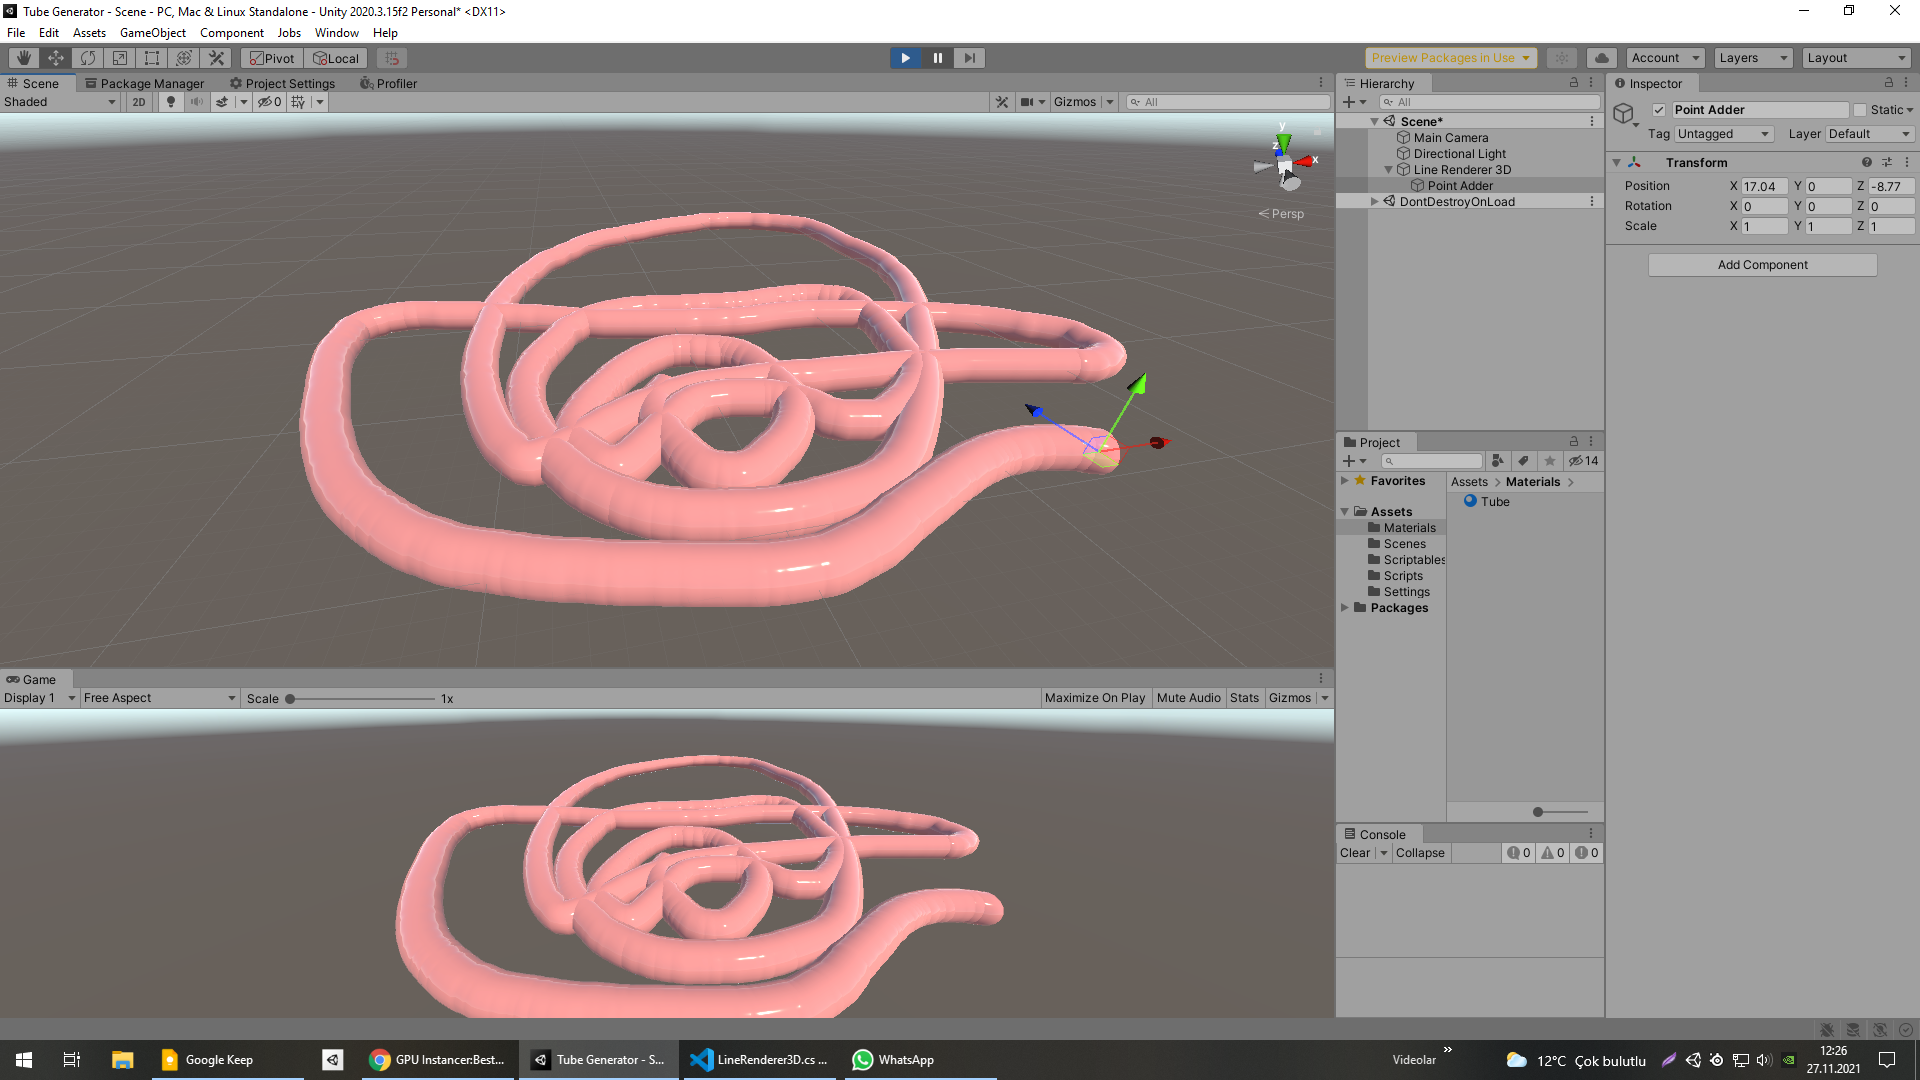 Tube Generator - Scene - PC, Mac & Linux Standalone - Unity 2020.3.15f2 Personal* <DX11>
File Edit Assets GameObject Component Jobs Window Help
Pivot Local
Preview Packages in Use Account Layers Layout
Scene Package Manager Project Settings Profiler
Shaded 2D 0 Gizmos All
y
z
x
Persp
Hierarchy
All
Scene*
Main Camera
Directional Light
Line Renderer 3D
Point Adder
DontDestroyOnLoad
Inspector
Point Adder Static
Tag Untagged Layer Default
Transform
Position X 17.04 Y 0 Z -8.77
Rotation X 0 Y 0 Z 0
Scale X 1 Y 1 Z 1
Add Component
Project
14
Favorites
Assets
Materials
Scenes
Scriptables
Scripts
Settings
Packages
Assets > Materials >
Tube
Game
Display 1 Free Aspect Scale 1x Maximize On Play Mute Audio Stats Gizmos
Console
Clear Collapse 0 0 0
Google Keep
GPU Instancer:Best...
Tube Generator - S...
LineRenderer3D.cs ...
WhatsApp
Videolar
12°C Çok bulutlu
12:26
27.11.2021